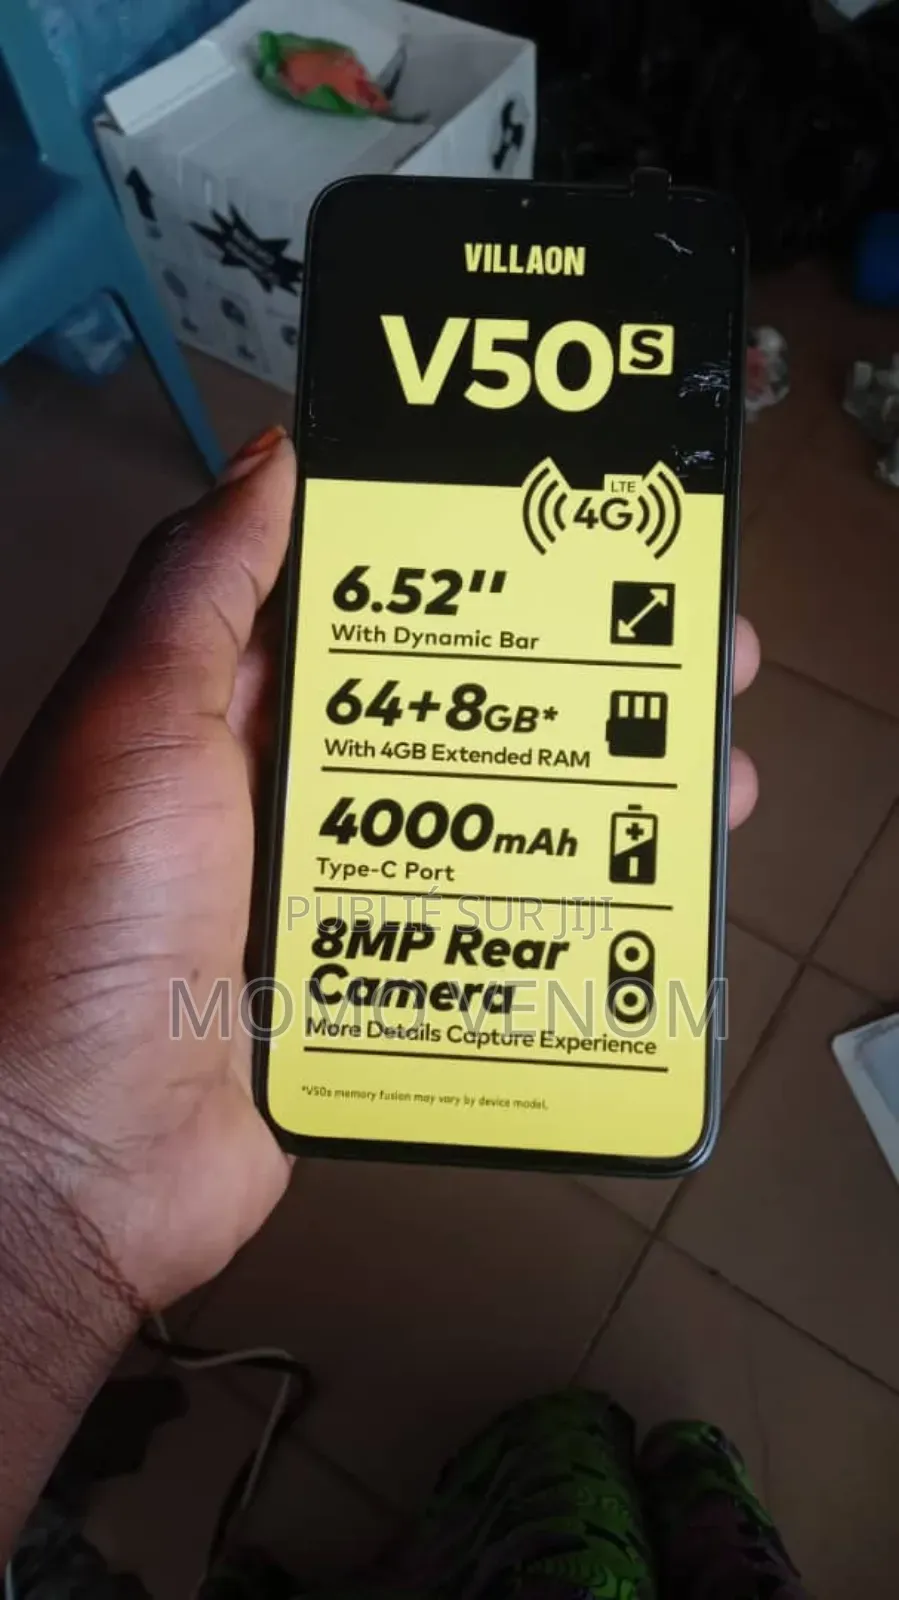 VILLAON
V50S
LTE
4G
6.52"
With Dynamic Bar
64+8GB*
With 4GB Extended RAM
4000mAh
Type-C Port
PUBLIÉ SUR JIJI
8MP Rear
Camera
MOMO VENOM
More Details Capture Experience
*V50s memory fusion may vary by device model.